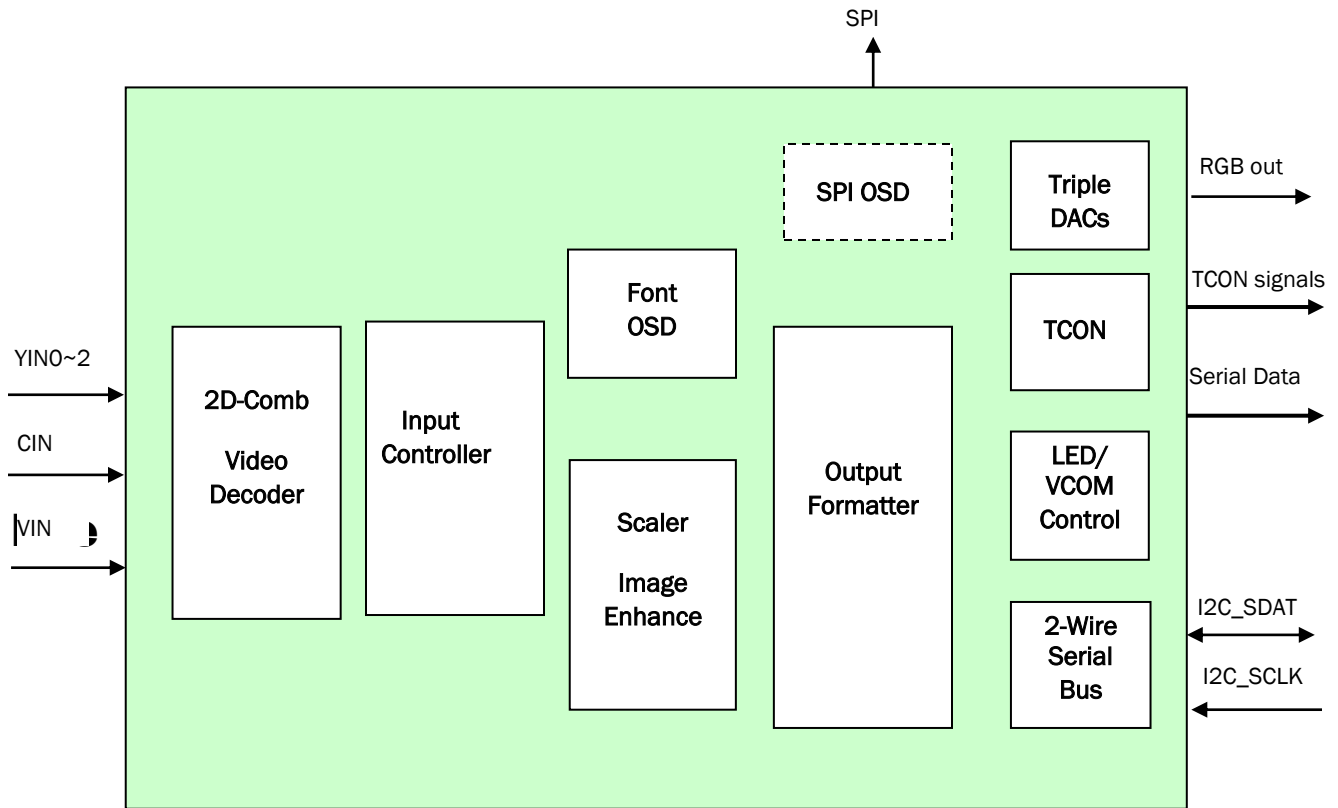 SPI
SPI OSD
Triple
DACs
RGB out
Font
OSD
TCON signals
TCON
YIN0~2
2D-Comb
Video
Decoder
Input
Controller
Serial Data
CIN
LED/
VCOM
Control
Output
Formatter
VIN
Scaler
Image
Enhance
2-Wire
Serial
Bus
I2C_SDAT
I2C_SCLK